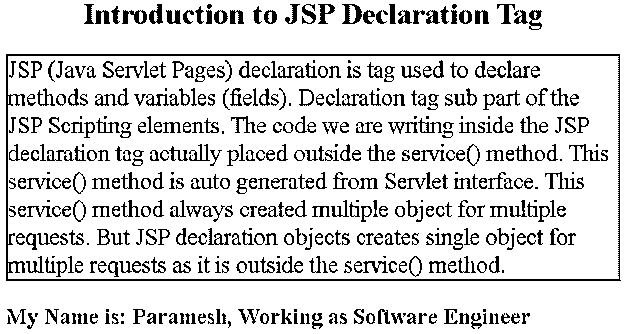 Introduction to JSP Declaration Tag
JSP (Java Servlet Pages) declaration is tag used to declare
methods and variables (fields). Declaration tag sub part of the
JSP Scripting elements. The code we are writing inside the JSP
declaration tag actually placed outside the service() method. This
service() method is auto generated from Servlet interface. This
service() method always created multiple object for multiple
requests. But JSP declaration objects creates single object for
multiple requests as it is outside the service() method.
My Name is: Paramesh, Working as Software Engineer